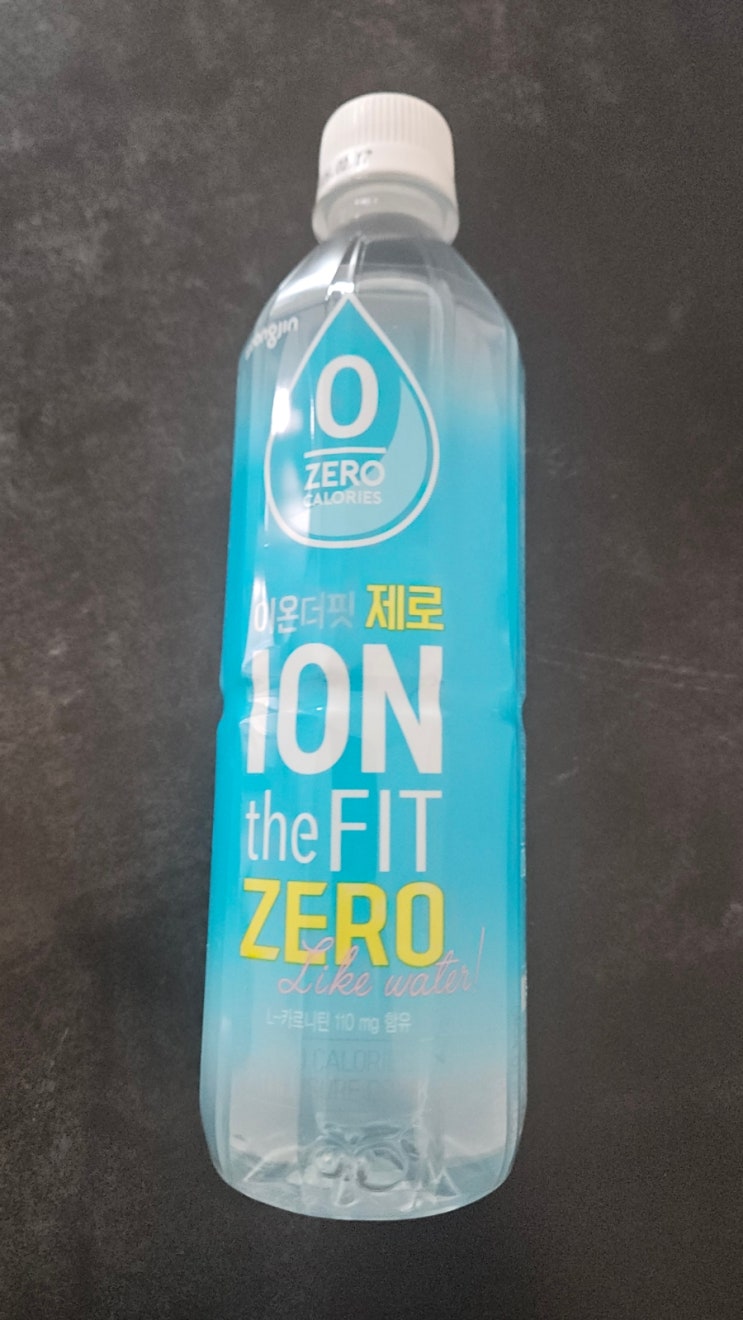 0
ZERO
CALORIES
이온더핏 제로
ION
the FIT
ZERO
Like water!
L-카르니틴 110 mg 함유